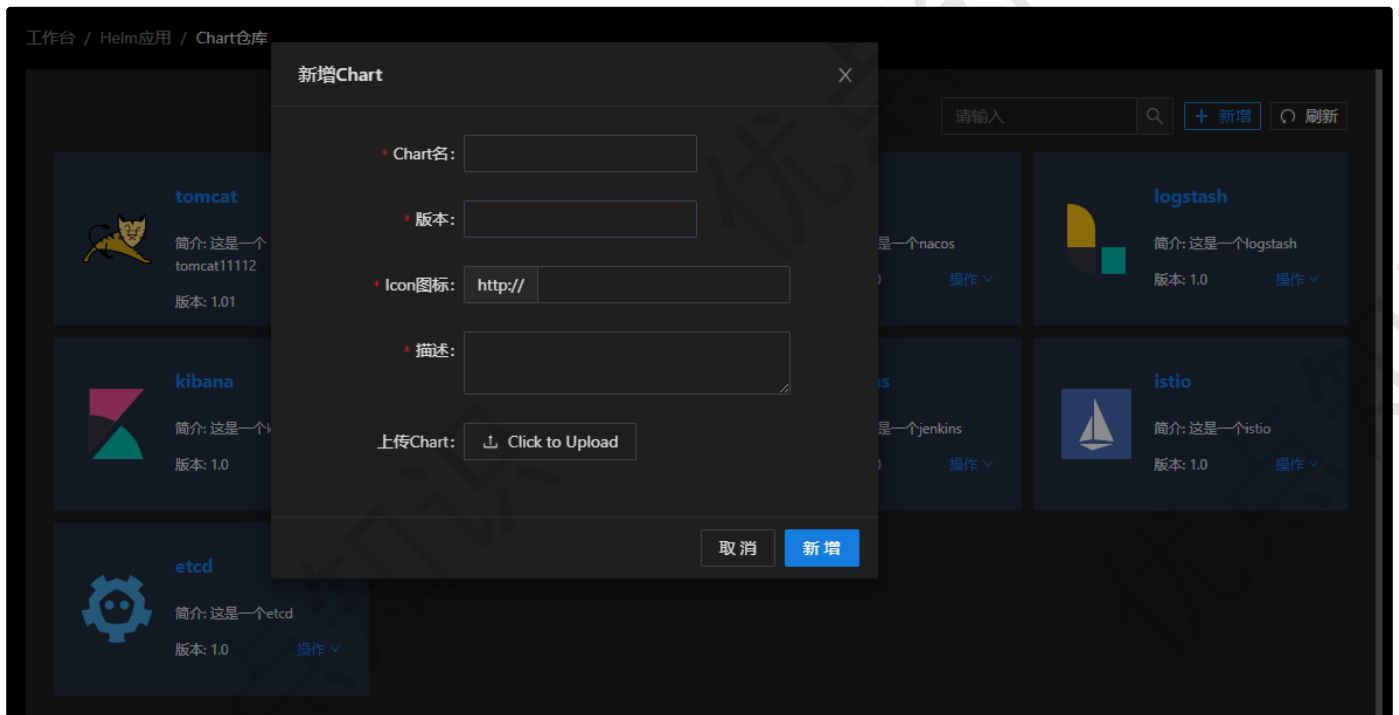 工作台 / Helm应用 / Chart仓库
新增Chart
请输入
+ 新增
刷新
* Chart名:
* 版本:
* Icon图标: http://
* 描述:
上传Chart: Click to Upload
取 消
新 增
tomcat
简介: 这是一个
tomcat11112
版本: 1.01
是一个nacos
操作
logstash
简介: 这是一个logstash
版本: 1.0 操作
kibana
简介: 这是一个k
版本: 1.0
是一个jenkins
操作
istio
简介: 这是一个istio
版本: 1.0 操作
etcd
简介: 这是一个etcd
版本: 1.0 操作
优点知识